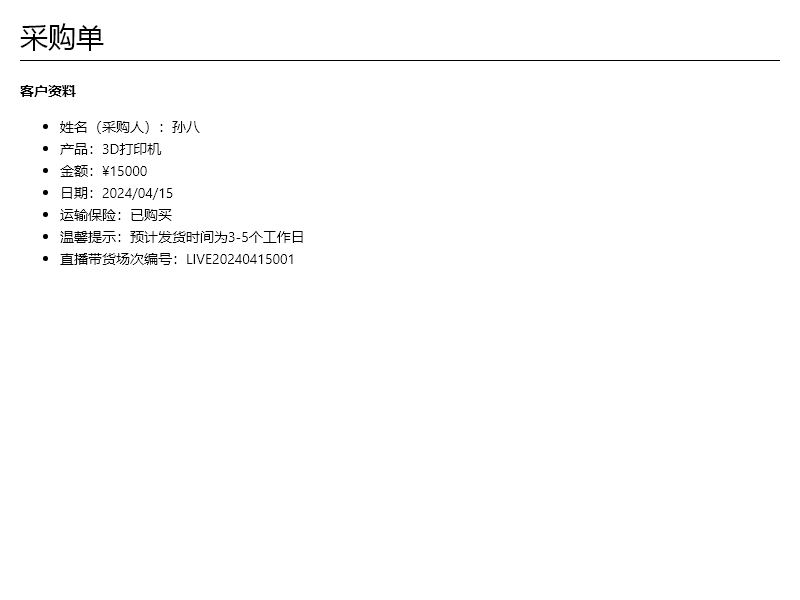 采购单
客户资料
姓名（采购人）：孙八
产品：3D打印机
金额：¥15000
日期：2024/04/15
运输保险：已购买
温馨提示：预计发货时间为3-5个工作日
直播带货场次编号：LIVE20240415001